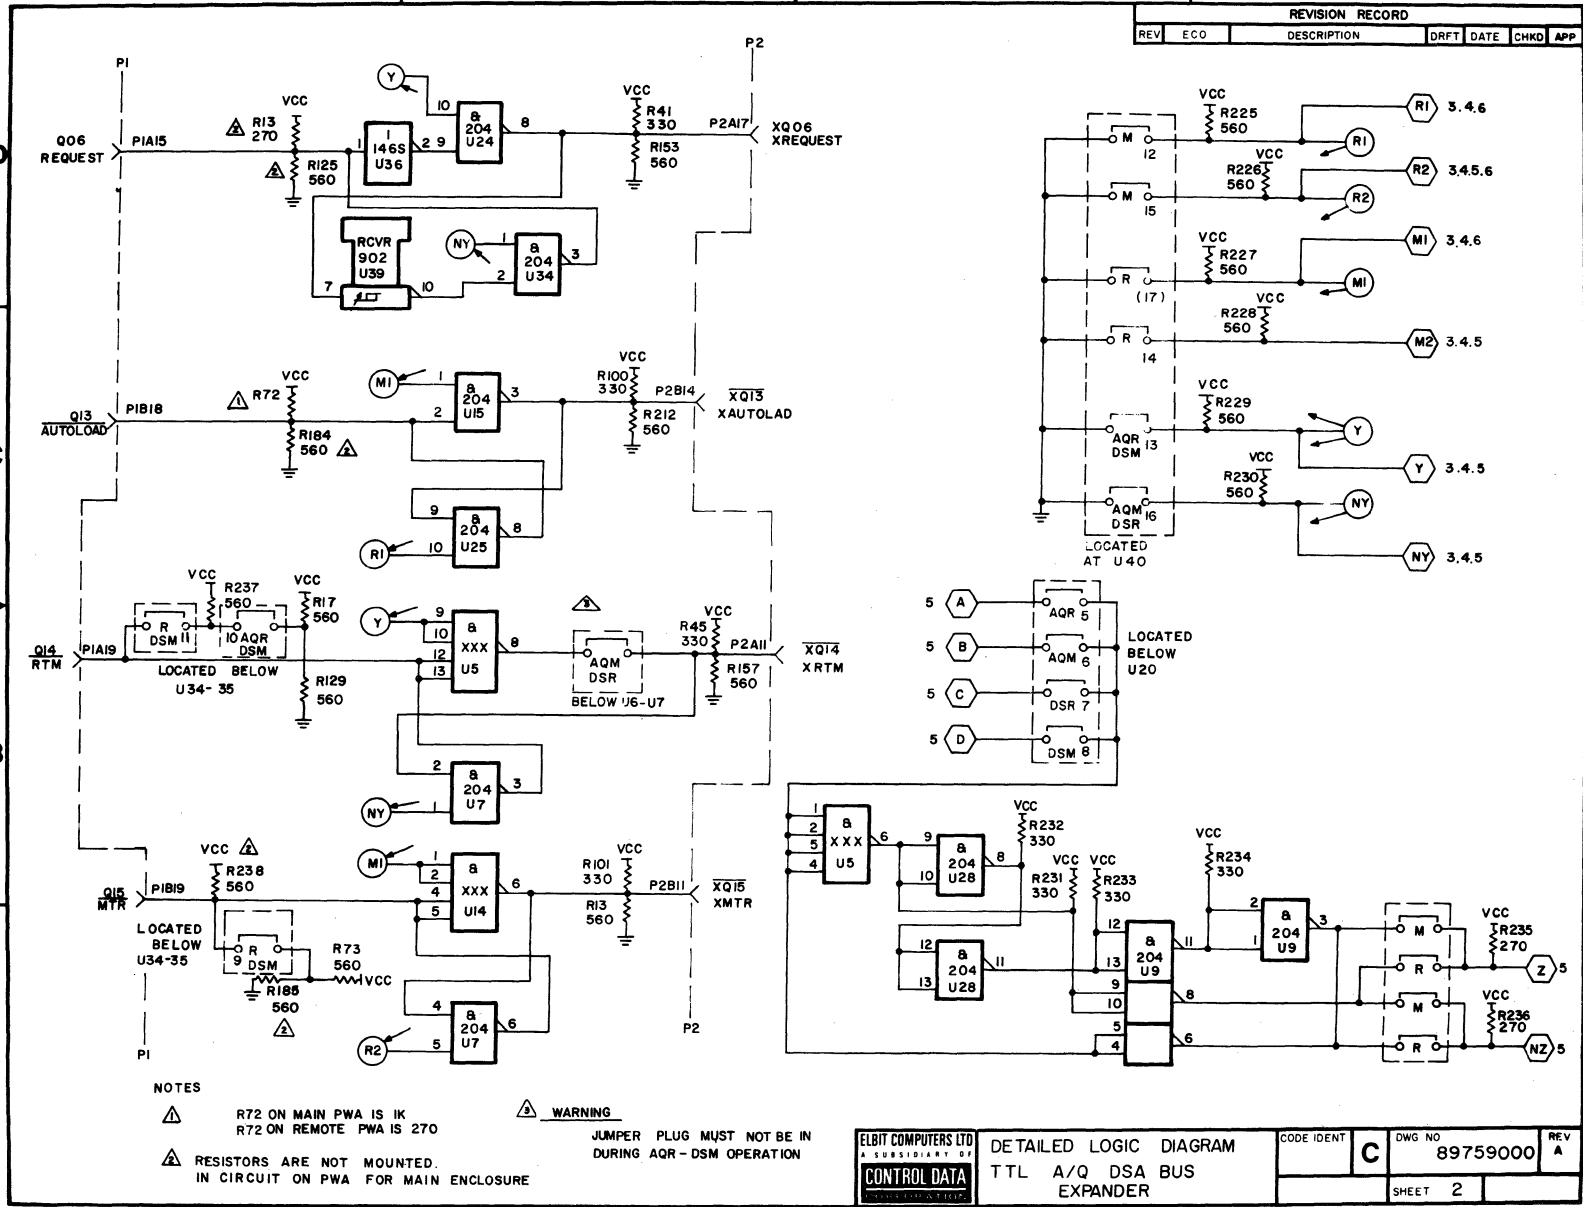 REVISION RECORD
REV ECO DESCRIPTION DRFT DATE CHKD APP
P1
P2
Q06
REQUEST
P1A15
2 R13
270
VCC
2 R125
560
1
1
146S
U36
2
Y
10
9
&
204
U24
8
VCC
R41
330
R153
560
P2A17
XQ06
XREQUEST
RCVR
902
U39
7
10
NY
1
2
&
204
U34
3
Q13
AUTOLOAD
P1B18
1 R72
VCC
R184
560 2
M1
1
2
&
204
U15
3
VCC
R100
330
R212
560
P2B14
XQ13
XAUTOLAD
9
10
R1
&
204
U25
8
Q14
RTM
P1A19
R
DSM 11
VCC
R237
560
10 AQR
DSM
VCC
R17
560
R129
560
LOCATED BELOW
U34-35
Y
9
10
12
13
&
XXX
U5
8
3
AQM
DSR
BELOW U6-U7
VCC
R45
330
R157
560
P2A11
XQ14
XRTM
2
1
NY
&
204
U7
3
Q15
MTR
P1B19
VCC 2
R238
560
LOCATED
BELOW
U34-35
9 R
DSM
R73
560
VCC
R185
560
2
M1
1
2
4
5
&
XXX
U14
6
VCC
R101
330
R13
560
P2B11
XQ15
XMTR
4
5
R2
&
204
U7
6
P1
P2
M
12
VCC
R225
560
R1 3.4.6
R1
M
15
VCC
R226
560
R2 3.4.5.6
R2
R
(17)
VCC
R227
560
M1 3.4.6
M1
R
14
VCC
R228
560
M2 3.4.5
AQR
DSM 13
VCC
R229
560
Y
Y 3.4.5
AQM
DSR 16
VCC
R230
560
NY
NY 3,4.5
LOCATED
AT U40
5 A AQR 5
5 B AQM 6
5 C DSR 7
5 D DSM 8
LOCATED
BELOW
U20
1
2
5
4
&
XXX
U5
6
9
10
&
204
U28
8
VCC
R232
330
12
13
&
204
U28
11
VCC
R231
330
VCC
R233
330
12
13
&
204
U9
11
9
10
8
5
4
6
VCC
R234
330
2
1
&
204
U9
3
M
R
M
R
VCC
R235
270
Z 5
VCC
R236
270
NZ 5
NOTES
1 R72 ON MAIN PWA IS 1K
R72 ON REMOTE PWA IS 270
2 RESISTORS ARE NOT MOUNTED.
IN CIRCUIT ON PWA FOR MAIN ENCLOSURE
3 WARNING
JUMPER PLUG MUST NOT BE IN
DURING AQR-DSM OPERATION
ELBIT COMPUTERS LTD
A SUBSIDIARY OF
CONTROL DATA
CORPORATION
DETAILED LOGIC DIAGRAM
TTL A/Q DSA BUS
EXPANDER
CODE IDENT
C
DWG NO
89759000
REV
A
SHEET 2